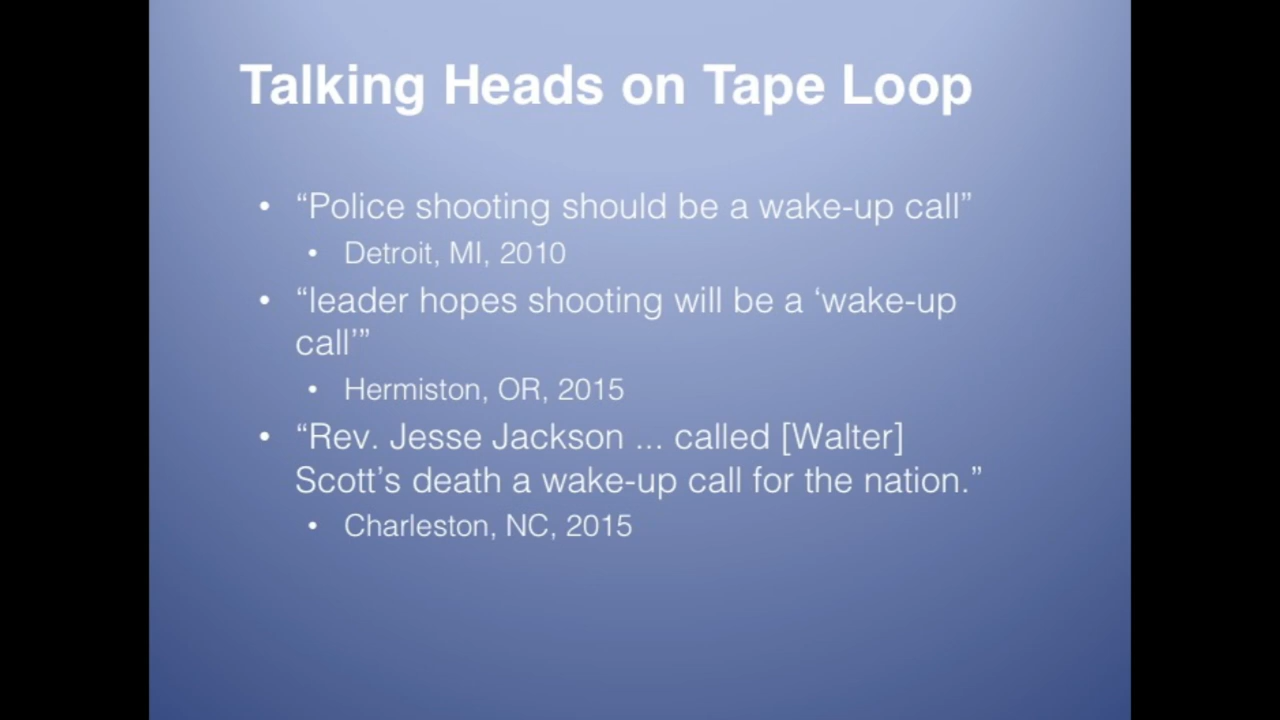 Talking Heads on Tape Loop
• “Police shooting should be a wake-up call”
• Detroit, MI, 2010
• “leader hopes shooting will be a ‘wake-up
call’”
• Hermiston, OR, 2015
• “Rev. Jesse Jackson ... called [Walter]
Scott’s death a wake-up call for the nation.”
• Charleston, NC, 2015